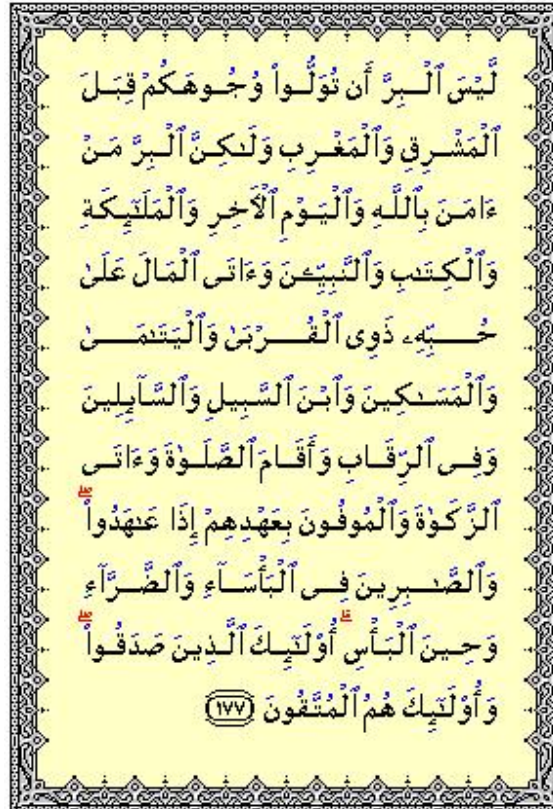 لَّيْسَ ٱلْبِرَّ أَن تُوَلُّوا۟ وُجُوهَكُمْ قِبَلَ
ٱلْمَشْرِقِ وَٱلْمَغْرِبِ وَلَـٰكِنَّ ٱلْبِرَّ مَنْ
ءَامَنَ بِٱللَّهِ وَٱلْيَوْمِ ٱلْأَخِرِ وَٱلْمَلَـٰٓئِكَةِ
وَٱلْكِتَـٰبِ وَٱلنَّبِيِّـۧنَ وَءَاتَى ٱلْمَالَ عَلَىٰ
حُبِّهِۦ ذَوِى ٱلْقُرْبَىٰ وَٱلْيَتَـٰمَىٰ
وَٱلْمَسَـٰكِينَ وَٱبْنَ ٱلسَّبِيلِ وَٱلسَّآئِلِينَ
وَفِى ٱلرِّقَابِ وَأَقَامَ ٱلصَّلَوٰةَ وَءَاتَى
ٱلزَّكَوٰةَ وَٱلْمُوفُونَ بِعَهْدِهِمْ إِذَا عَـٰهَدُوا۟ ۖ
وَٱلصَّـٰبِرِينَ فِى ٱلْبَأْسَآءِ وَٱلضَّرَّآءِ
وَحِينَ ٱلْبَأْسِ ۗ أُو۟لَـٰٓئِكَ ٱلَّذِينَ صَدَقُوا۟ ۖ
وَأُو۟لَـٰٓئِكَ هُمُ ٱلْمُتَّقُونَ ١٧٧